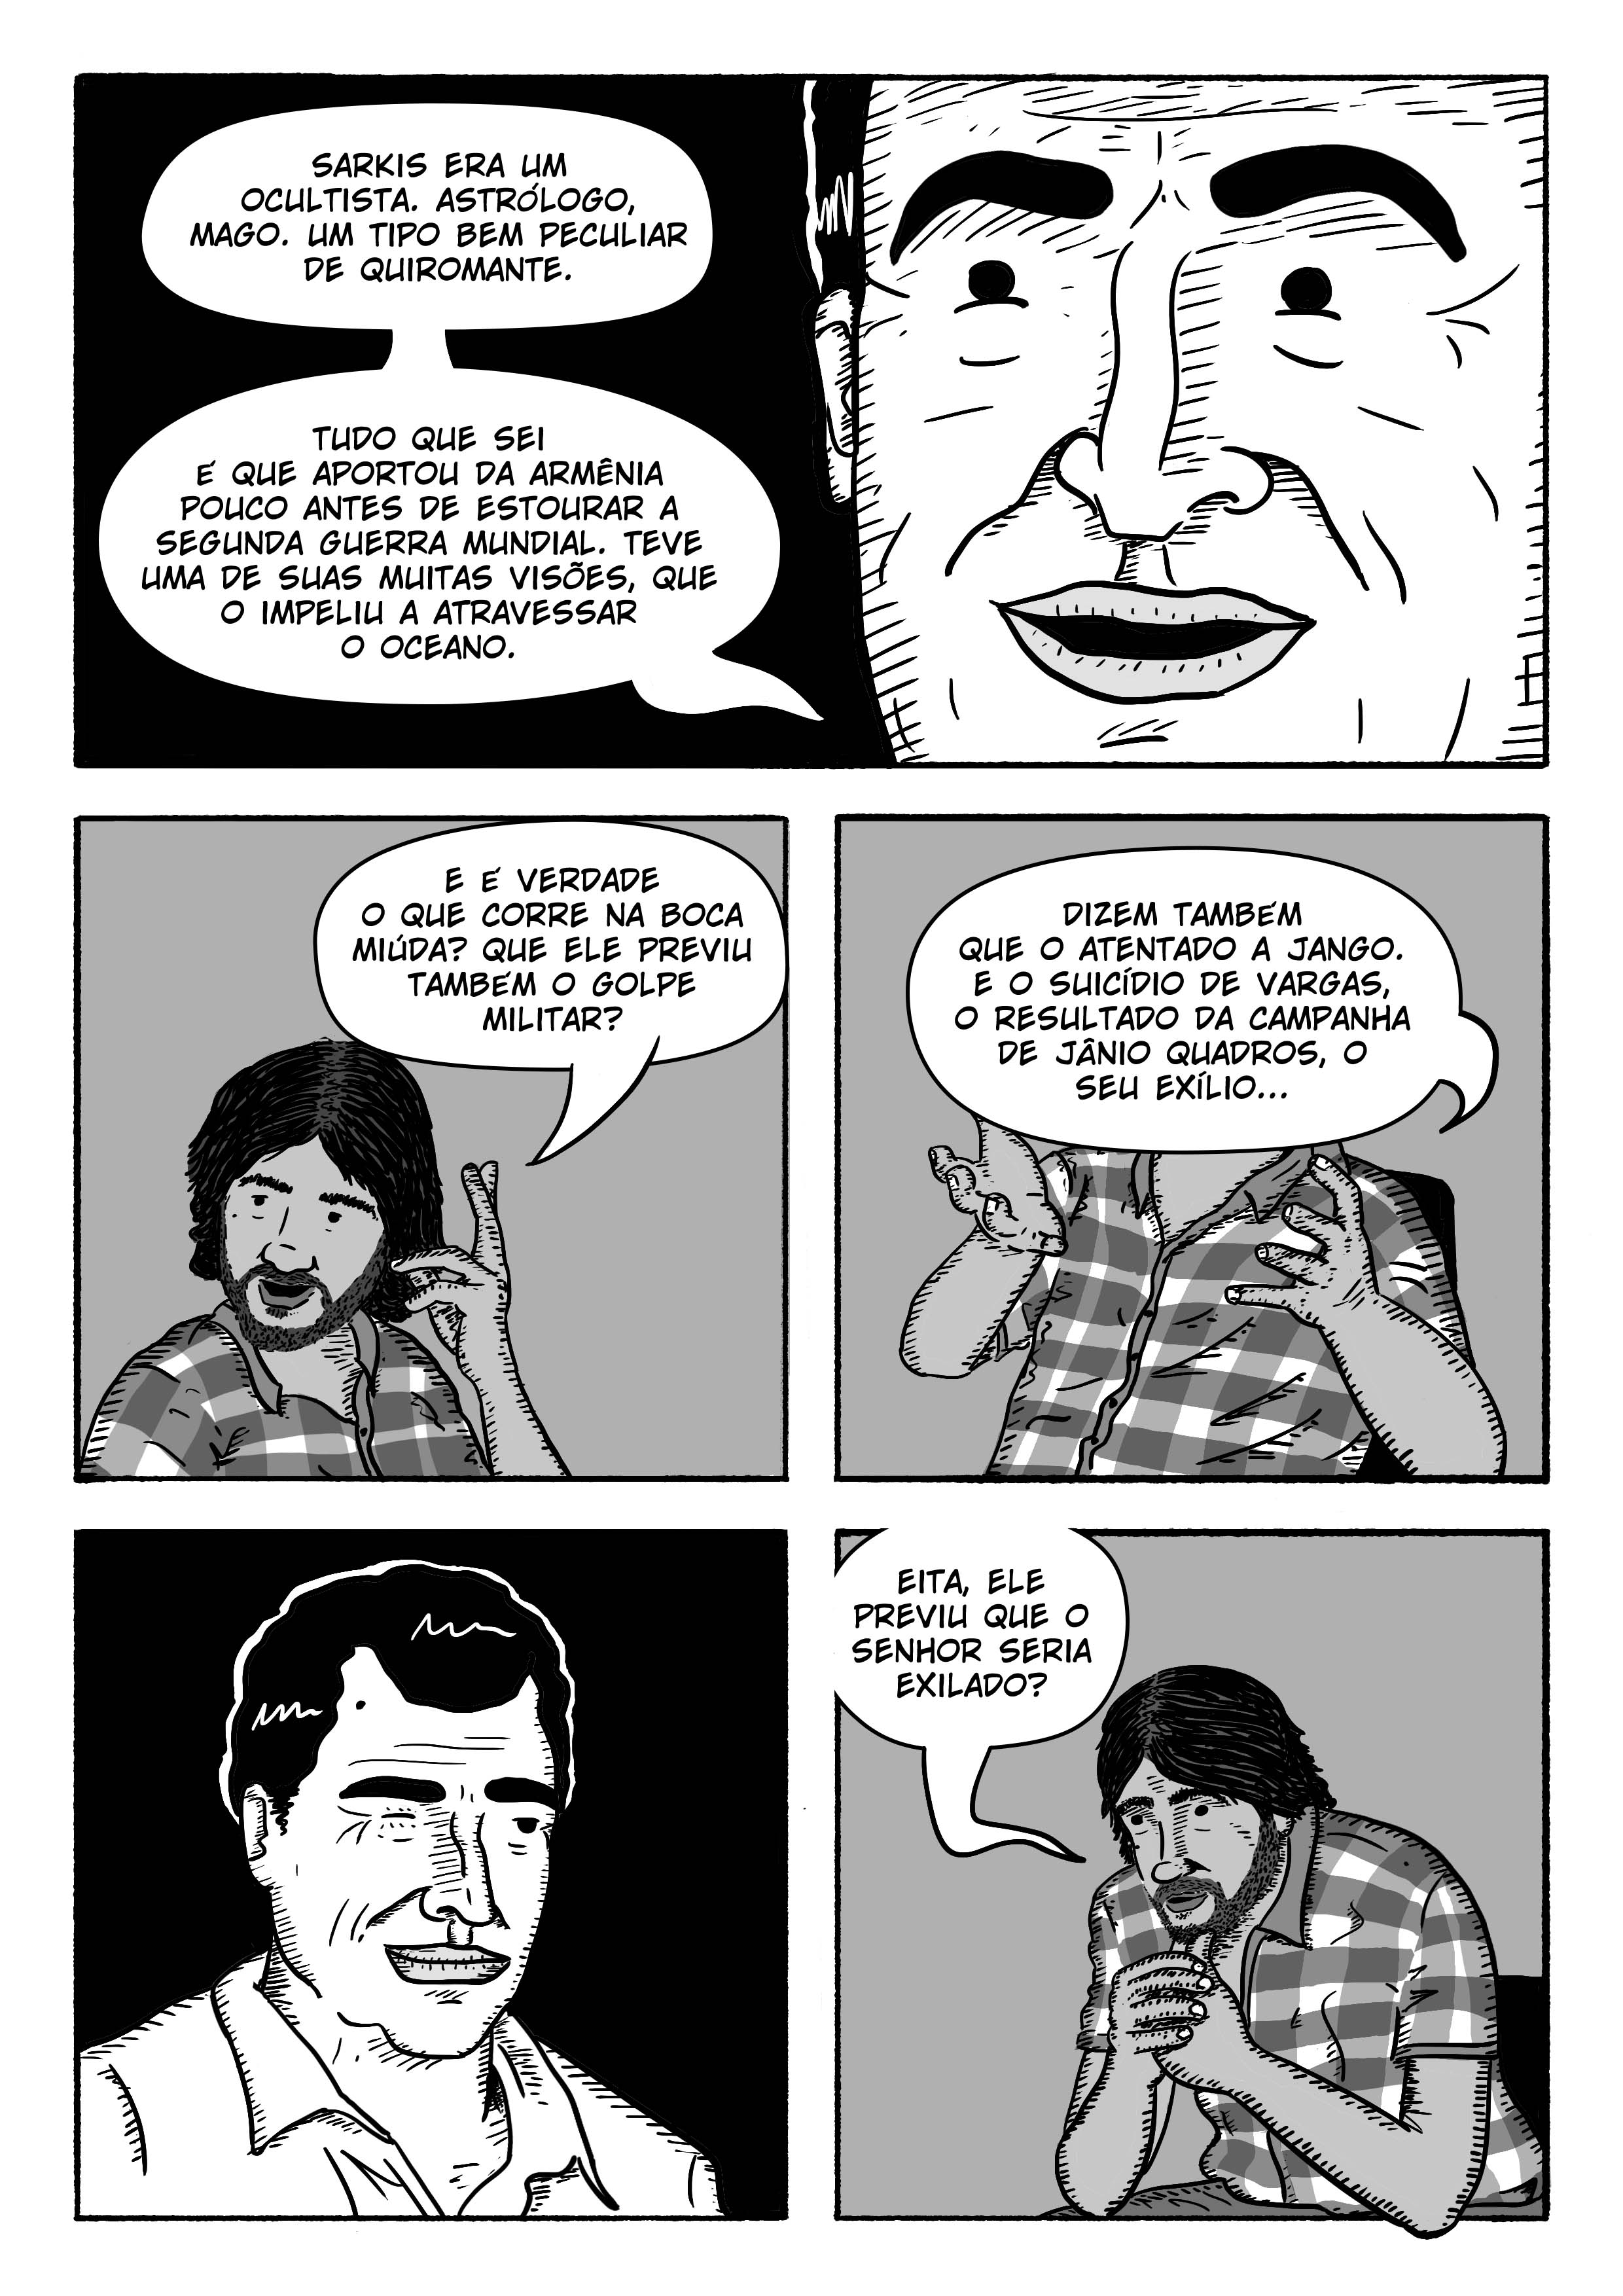 SARKIS ERA UM
OCULTISTA. ASTRÓLOGO,
MAGO. UM TIPO BEM PECULIAR
DE QUIROMANTE.
TUDO QUE SEI
É QUE APORTOU DA ARMÊNIA
POUCO ANTES DE ESTOURAR A
SEGUNDA GUERRA MUNDIAL. TEVE
UMA DE SUAS MUITAS VISÕES, QUE
O IMPELIU A ATRAVESSAR
O OCEANO.
E É VERDADE
O QUE CORRE NA BOCA
MIÚDA? QUE ELE PREVIU
TAMBÉM O GOLPE
MILITAR?
DIZEM TAMBÉM
QUE O ATENTADO A JANGO.
E O SUICÍDIO DE VARGAS,
O RESULTADO DA CAMPANHA
DE JÂNIO QUADROS, O
SEU EXÍLIO...
EITA, ELE
PREVIU QUE O
SENHOR SERIA
EXILADO?